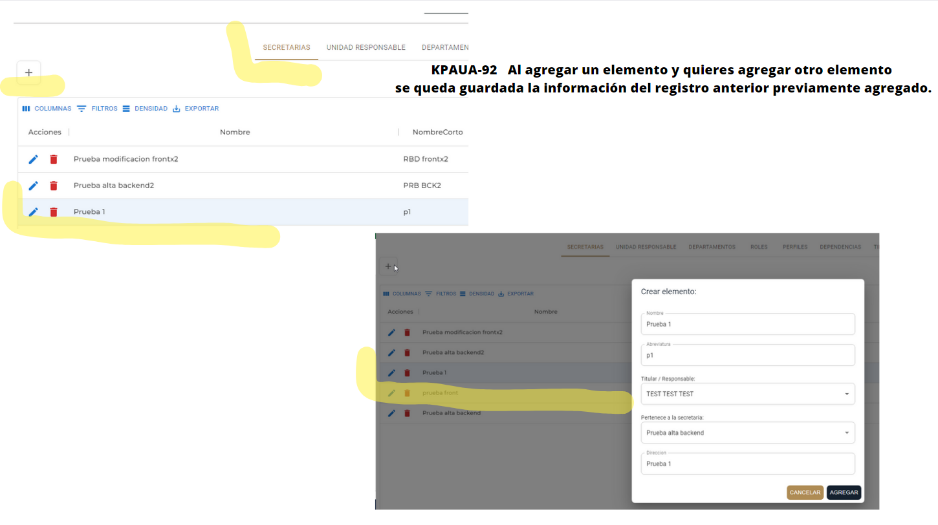 SECRETARIAS UNIDAD RESPONSABLE DEPARTAMEN
+
KPAUA-92 Al agregar un elemento y quieres agregar otro elemento
se queda guardada la información del registro anterior previamente agregado.
COLUMNAS FILTROS DENSIDAD EXPORTAR
Acciones Nombre NombreCorto
Prueba modificacion frontx2 RBD frontx2
Prueba alta backend2 PRB BCK2
Prueba 1 p1
SECRETARIAS UNIDAD RESPONSABLE DEPARTAMENTOS ROLES PERFILES DEPENDENCIAS T
+
COLUMNAS FILTROS DENSIDAD EXPORTAR
Acciones Nombre
Prueba modificacion frontx2
Prueba alta backend2
Prueba 1
prueba front
Prueba alta backend
Crear elemento:
Nombre
Prueba 1
Abreviatura
p1
Titular / Responsable:
TEST TEST TEST
Pertenece a la secretaría:
Prueba alta backend
Direccion
Prueba 1
CANCELAR AGREGAR